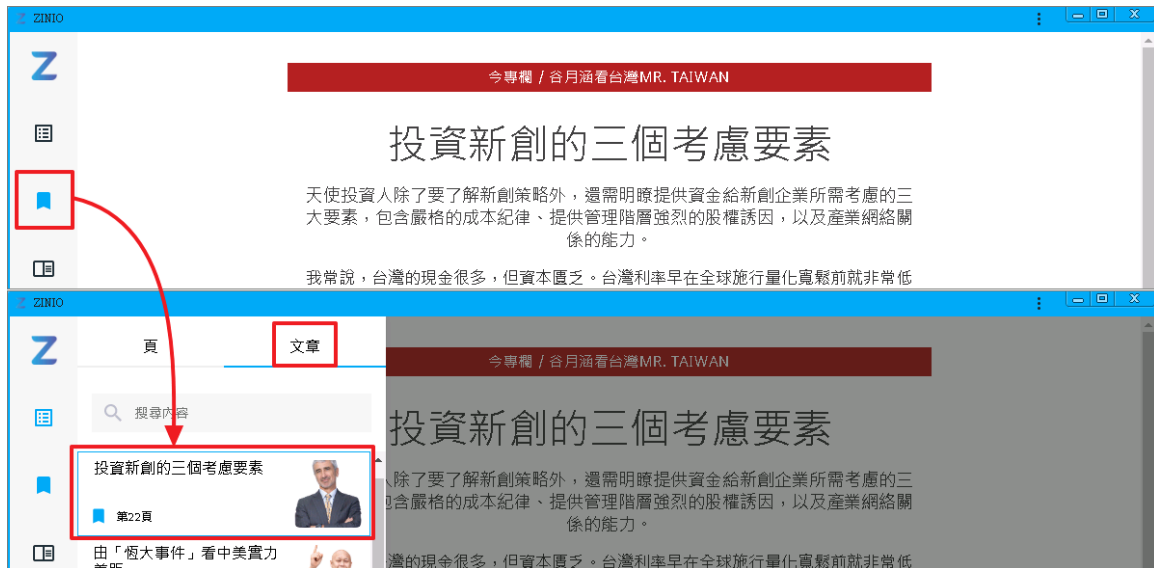 ZINIO
Z
今專欄 / 谷月涵看台灣MR. TAIWAN
投資新創的三個考慮要素
天使投資人除了要了解新創策略外，還需明瞭提供資金給新創企業所需考慮的三
大要素，包含嚴格的成本紀律、提供管理階層強烈的股權誘因，以及產業網絡關
係的能力。
我常說，台灣的現金很多，但資本匱乏。台灣利率早在全球施行量化寬鬆前就非常低
ZINIO
Z
頁
文章
搜尋內容
投資新創的三個考慮要素
第22頁
由「恆大事件」看中美實力
今專欄 / 谷月涵看台灣MR. TAIWAN
投資新創的三個考慮要素
人除了要了解新創策略外，還需明瞭提供資金給新創企業所需考慮的三
包含嚴格的成本紀律、提供管理階層強烈的股權誘因，以及產業網絡關
係的能力。
灣的現金很多，但資本匱乏。台灣利率早在全球施行量化寬鬆前就非常低